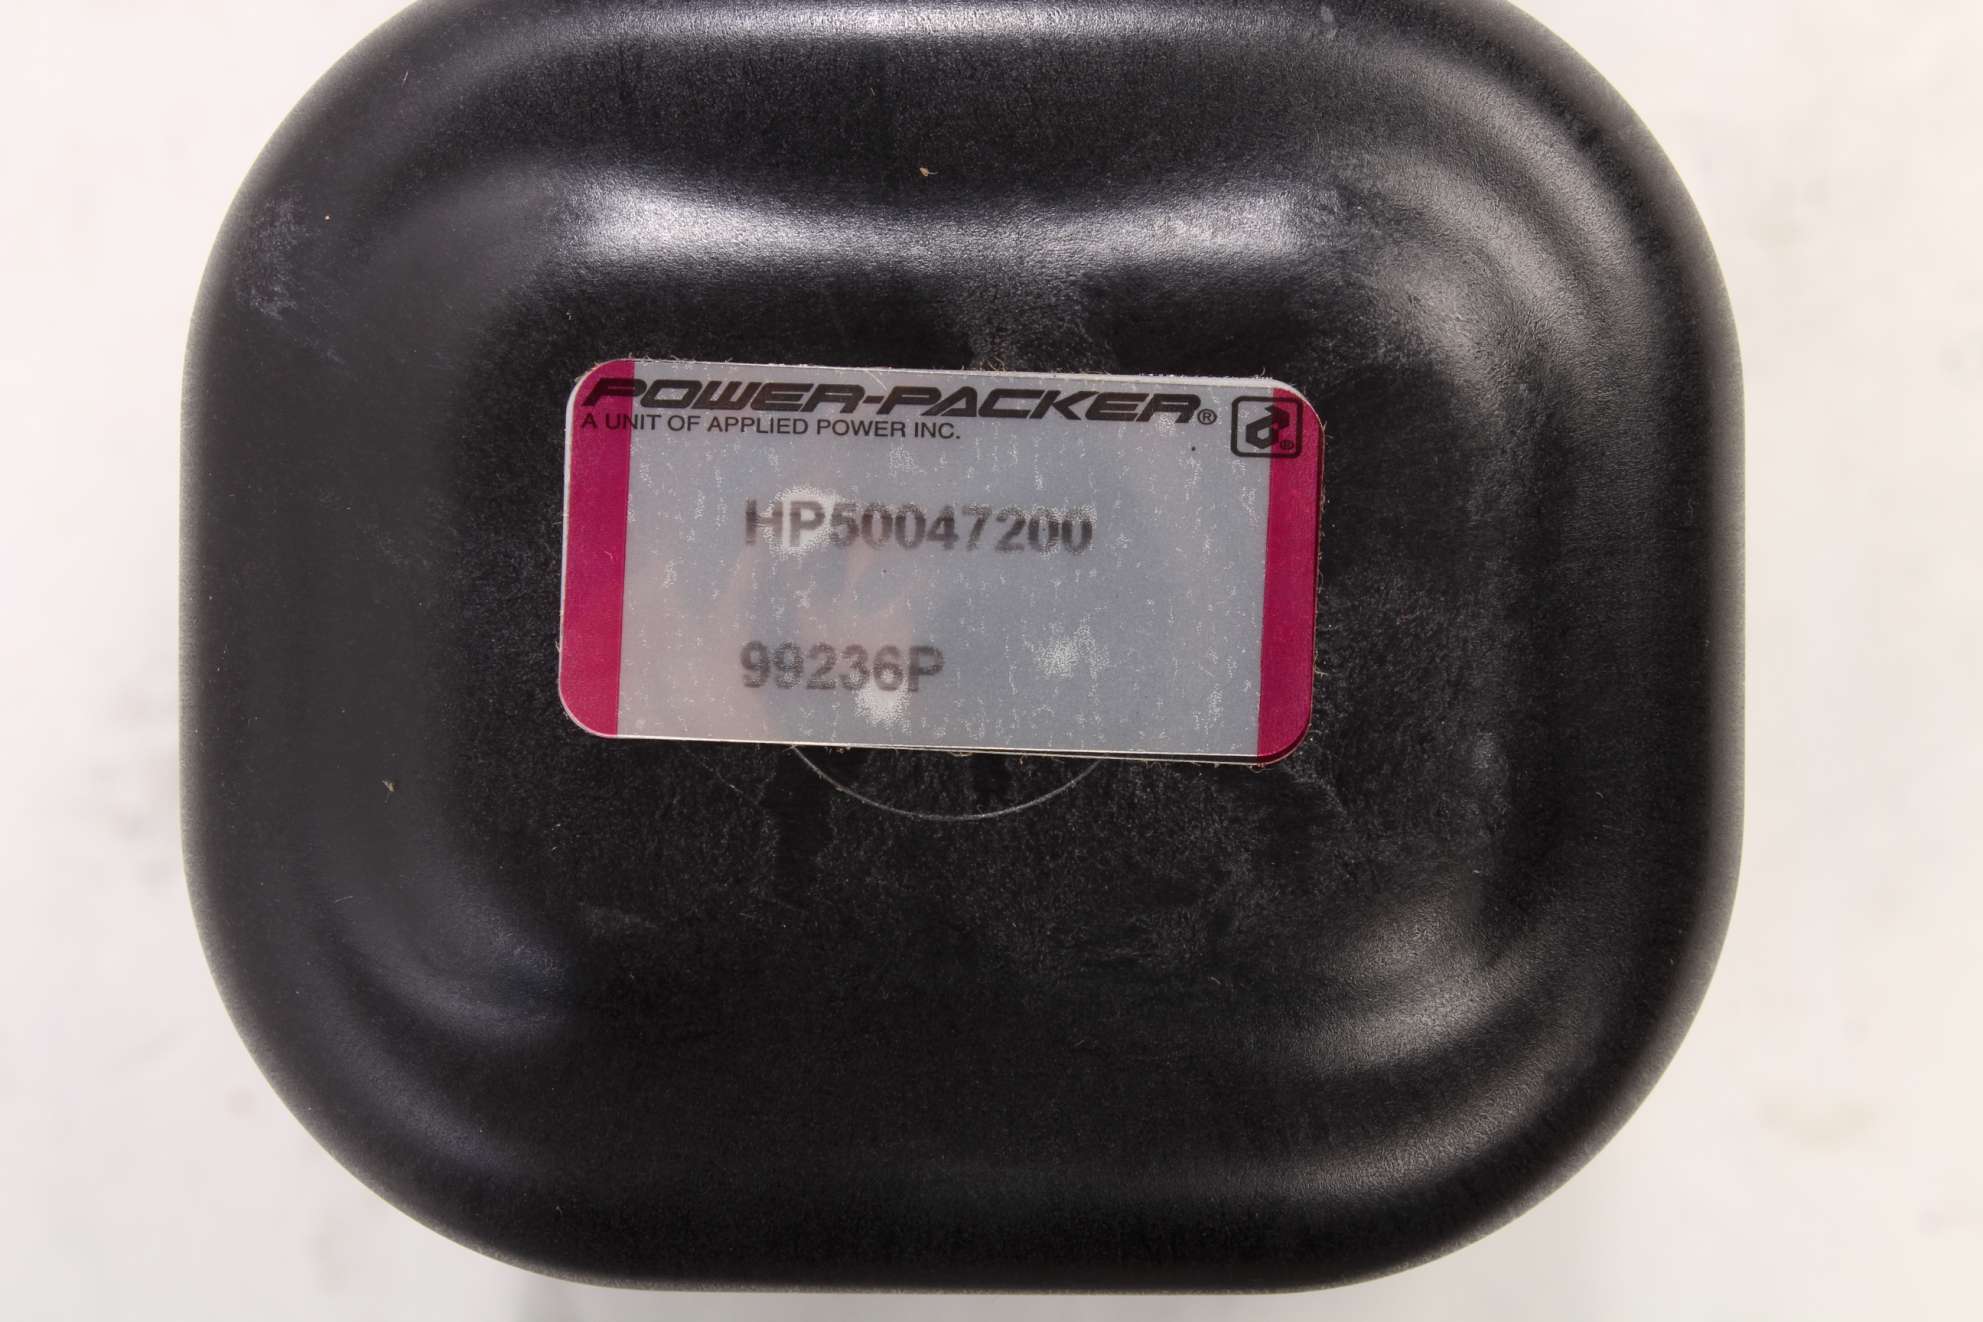 POWER-PACKER®
A UNIT OF APPLIED POWER INC.
®
HP50047200
99236P